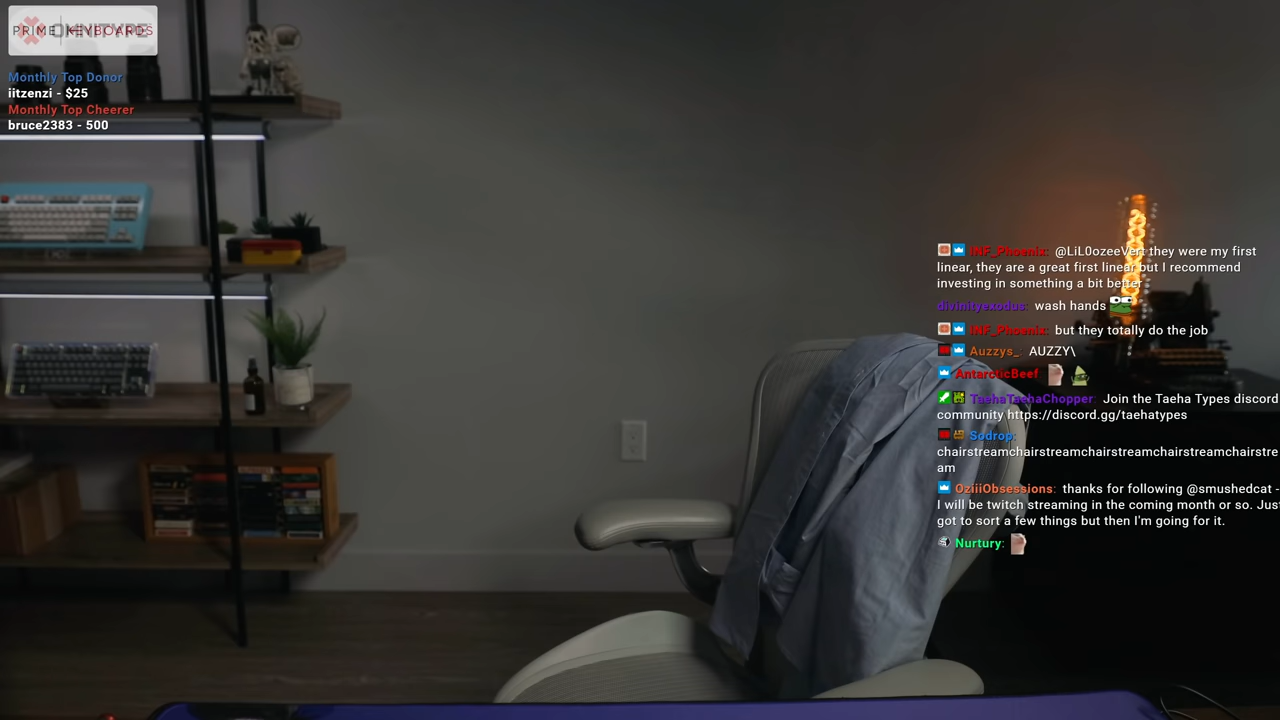 PRIME KEYBOARDS
Monthly Top Donor
iitzenzi - $25
Monthly Top Cheerer
bruce2383 - 500
INF_Phoenix: @LiL0ozeeVert they were my first
linear, they are a great first linear but I recommend
investing in something a bit better
divinityexodus: wash hands
INF_Phoenix: but they totally do the job
Auzzys_: AUZZY\
AntarcticBeef
TaehaTaehaChopper: Join the Taeha Types discord
community https://discord.gg/taehatypes
Sodrop:
chairstreamchairstreamchairstreamchairstreamchairstre
am
OziiiObsessions: thanks for following @smushedcat -
I will be twitch streaming in the coming month or so. Just
got to sort a few things but then I'm going for it.
Nurtury: